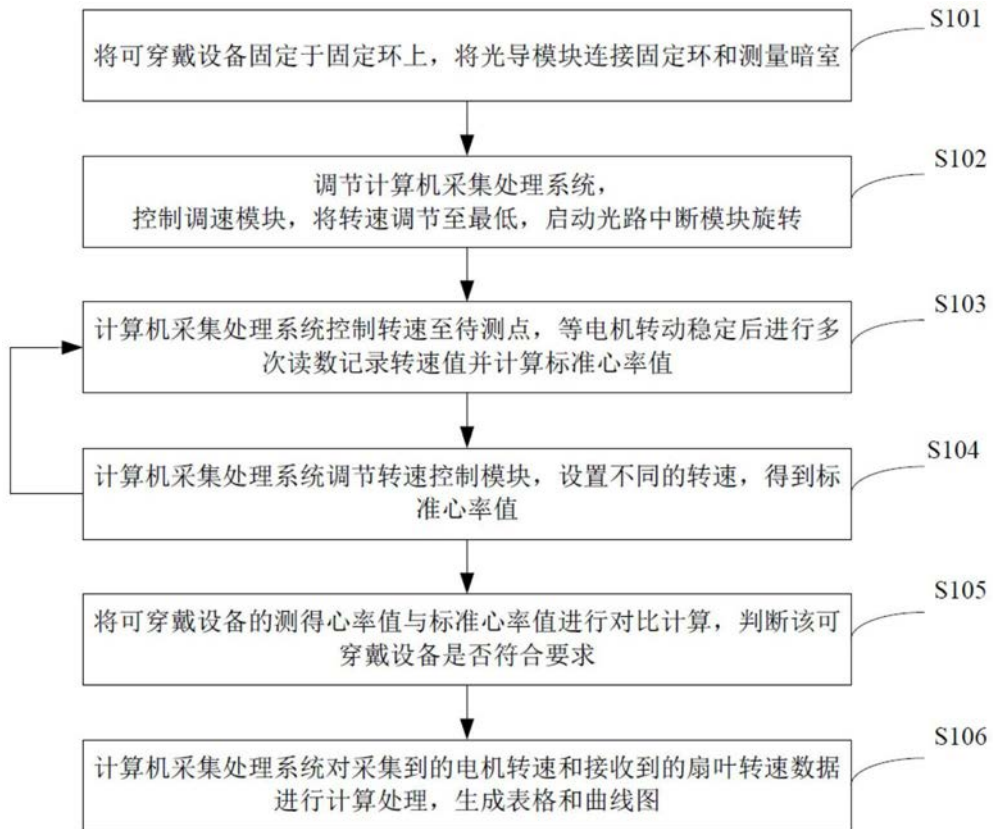 S101
将可穿戴设备固定于固定环上，将光导模块连接固定环和测量暗室
S102
调节计算机采集处理系统，
控制调速模块，将转速调节至最低，启动光路中断模块旋转
S103
计算机采集处理系统控制转速至待测点，等电机转动稳定后进行多
次读数记录转速值并计算标准心率值
S104
计算机采集处理系统调节转速控制模块，设置不同的转速，得到标
准心率值
S105
将可穿戴设备的测得心率值与标准心率值进行对比计算，判断该可
穿戴设备是否符合要求
S106
计算机采集处理系统对采集到的电机转速和接收到的扇叶转速数据
进行计算处理，生成表格和曲线图